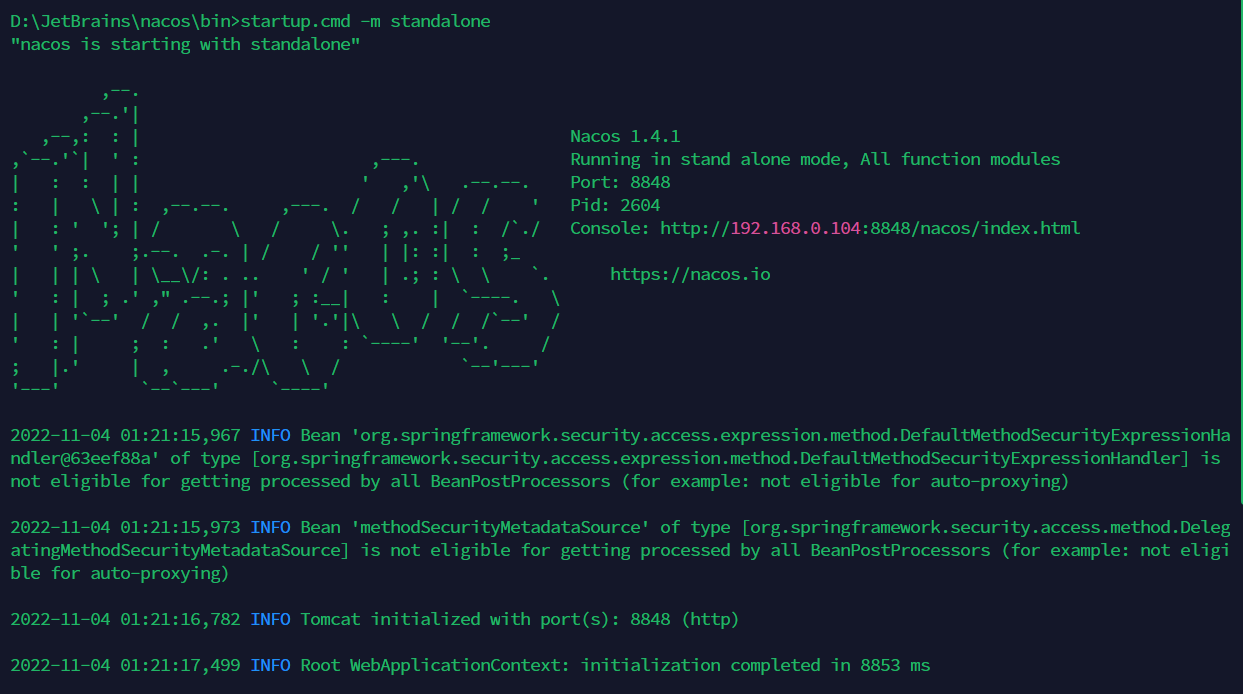 D:\JetBrains\nacos\bin>startup.cmd -m standalone
"nacos is starting with standalone"
Nacos 1.4.1
Running in stand alone mode, All function modules
Port: 8848
Pid: 2604
Console: http://192.168.0.104:8848/nacos/index.html
https://nacos.io
2022-11-04 01:21:15,967 INFO Bean 'org.springframework.security.access.expression.method.DefaultMethodSecurityExpressionHa
ndler@63eef88a' of type [org.springframework.security.access.expression.method.DefaultMethodSecurityExpressionHandler] is
not eligible for getting processed by all BeanPostProcessors (for example: not eligible for auto-proxying)
2022-11-04 01:21:15,973 INFO Bean 'methodSecurityMetadataSource' of type [org.springframework.security.access.method.Deleg
atingMethodSecurityMetadataSource] is not eligible for getting processed by all BeanPostProcessors (for example: not eligi
ble for auto-proxying)
2022-11-04 01:21:16,782 INFO Tomcat initialized with port(s): 8848 (http)
2022-11-04 01:21:17,499 INFO Root WebApplicationContext: initialization completed in 8853 ms